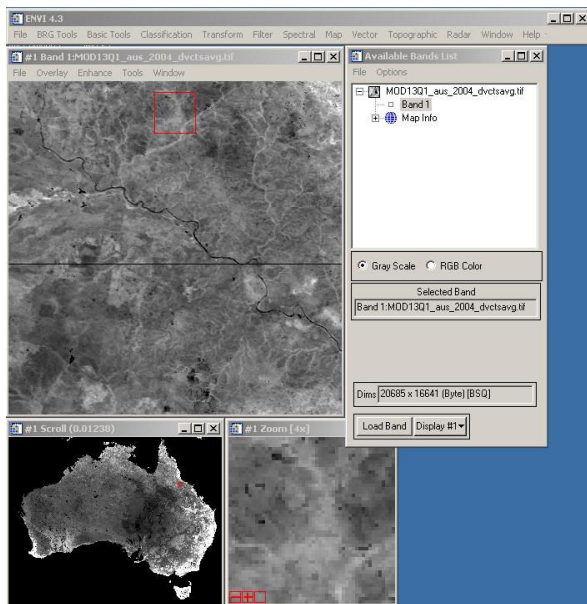 ENVI 4.3
File BRG Tools Basic Tools Classification Transform Filter Spectral Map Vector Topographic Radar Window Help
#1 Band 1:MOD13Q1_aus_2004_dvctsavg.tif
File Overlay Enhance Tools Window
Available Bands List
File Options
MOD13Q1_aus_2004_dvctsavg.tif
Band 1
Map Info
Gray Scale RGB Color
Selected Band
Band 1:MOD13Q1_aus_2004_dvctsavg.tif
Dims 20685 x 16641 (Byte) [BSQ]
Load Band Display #1
#1 Scroll (0.01238)
#1 Zoom [4x]